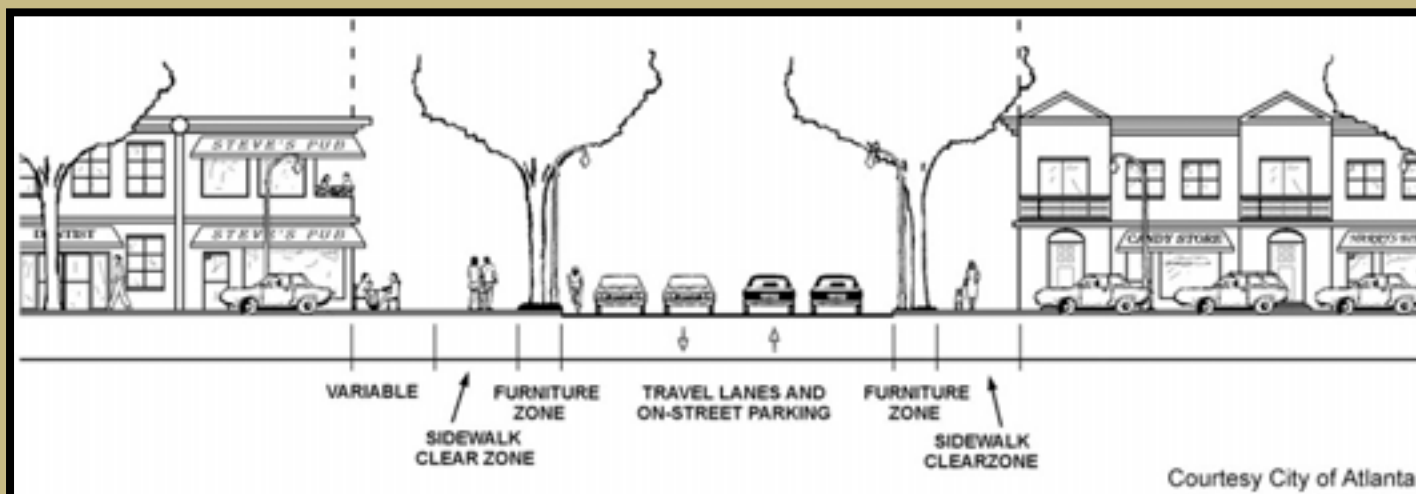 STEVE'S PUB
STEVE'S PUB
DENTIST
CANDY STORE
VARIABLE
SIDEWALK
CLEAR ZONE
FURNITURE
ZONE
TRAVEL LANES AND
ON-STREET PARKING
FURNITURE
ZONE
SIDEWALK
CLEARZONE
Courtesy City of Atlanta